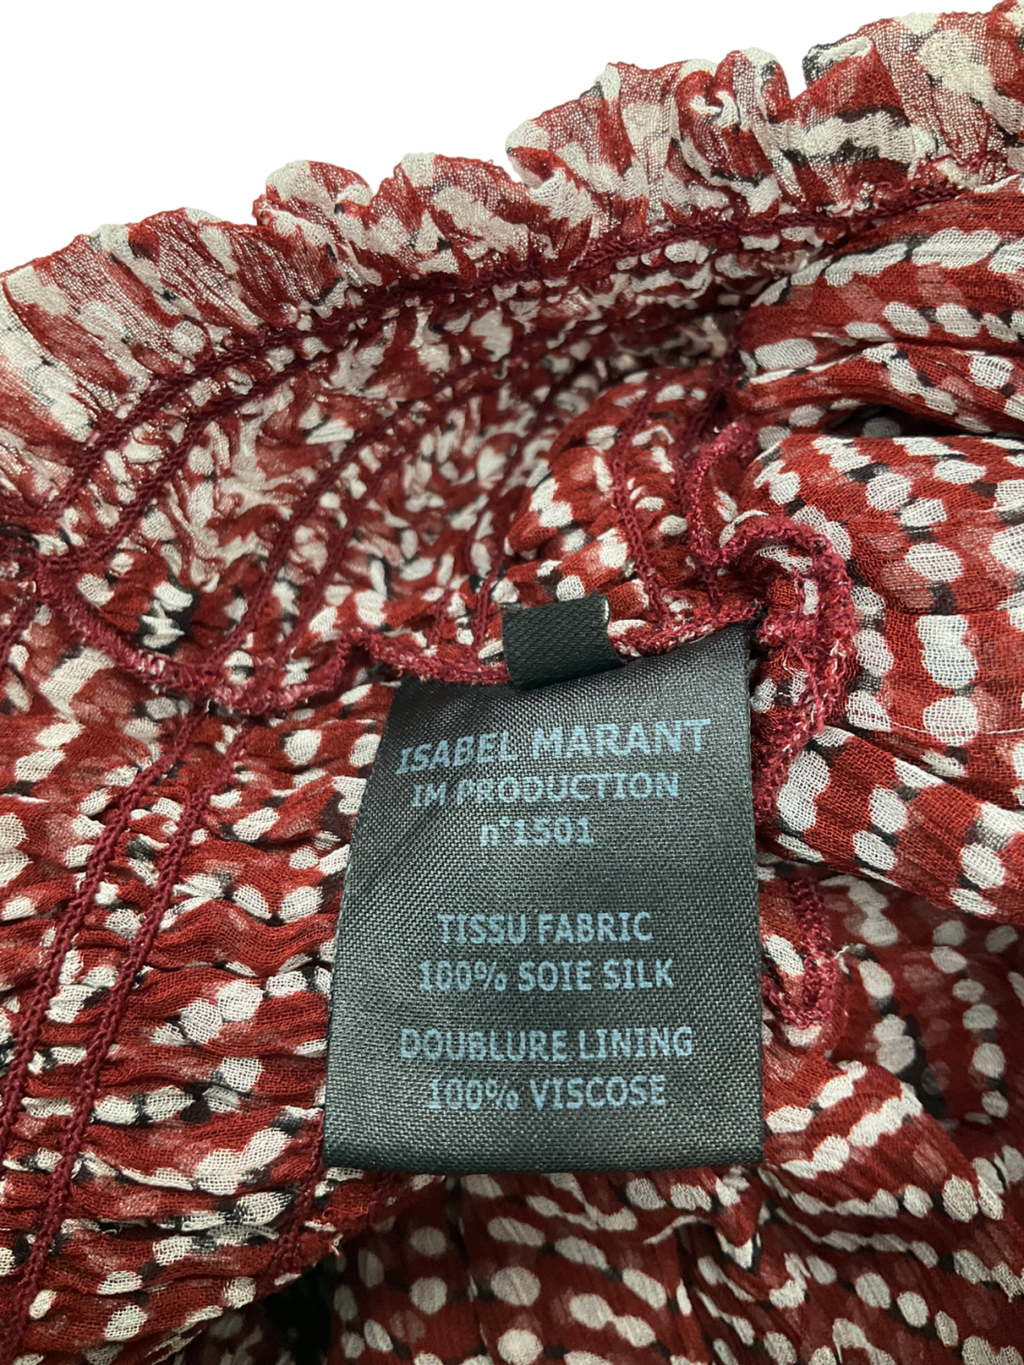 ISABEL MARANT
IM PRODUCTION
n°1501
TISSU FABRIC
100% SOIE SILK
DOUBLURE LINING
100% VISCOSE